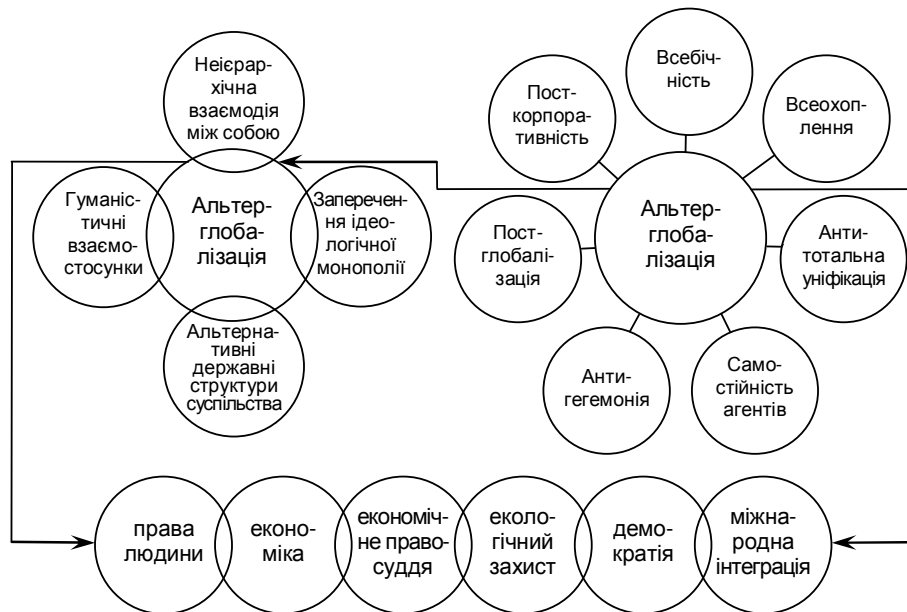 Неієрар-
хічна
взаємодія
між собою
Гуманіс-
тичні
взаємо-
стосунки
Альтер-
глоба-
лізація
Заперечен-
ня ідео-
логічної
монополії
Альтерна-
тивні
державні
структури
суспільства
Всебіч-
ність
Пост-
корпора-
тивність
Всеохоп-
лення
Альтер-
глоба-
лізація
Пост-
глобалі-
зація
Анти-
тотальна
уніфікація
Анти-
гегемонія
Само-
стійність
агентів
права
людини
еконо-
міка
економіч-
не право-
суддя
еколо-
гічний
захист
демо-
кратія
міжна-
родна
інтеграція